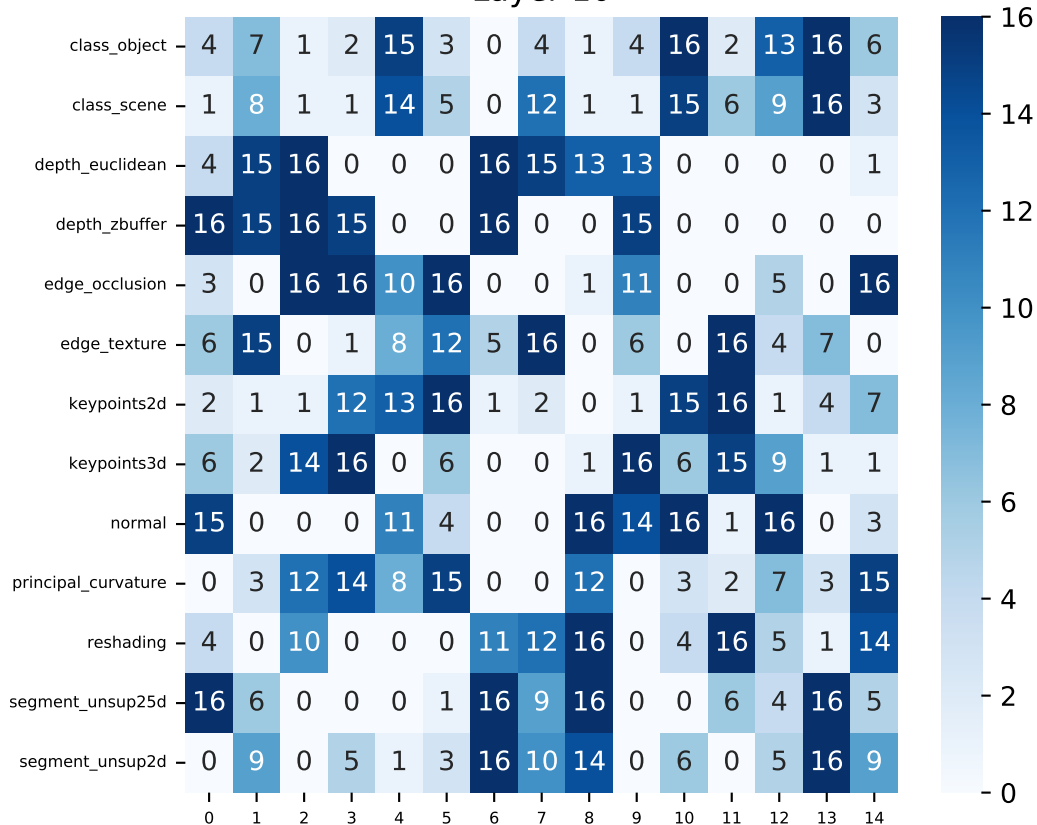 16
class_object 4 7 1 2 15 3 0 4 1 4 16 2 13 16 6
class_scene 1 8 1 1 14 5 0 12 1 1 15 6 9 16 3
14
depth_euclidean 4 15 16 0 0 0 16 15 13 13 0 0 0 0 1
12
depth_zbuffer 16 15 16 15 0 0 16 0 0 15 0 0 0 0 0
edge_occlusion 3 0 16 16 10 16 0 0 1 11 0 0 5 0 16
10
edge_texture 6 15 0 1 8 12 5 16 0 6 0 16 4 7 0
8
keypoints2d 2 1 1 12 13 16 1 2 0 1 15 16 1 4 7
keypoints3d 6 2 14 16 0 6 0 0 1 16 6 15 9 1 1
6
normal 15 0 0 0 11 4 0 0 16 14 16 1 16 0 3
principal_curvature 0 3 12 14 8 15 0 0 12 0 3 2 7 3 15
4
reshading 4 0 10 0 0 0 11 12 16 0 4 16 5 1 14
2
segment_unsup25d 16 6 0 0 0 1 16 9 16 0 0 6 4 16 5
segment_unsup2d 0 9 0 5 1 3 16 10 14 0 6 0 5 16 9
0
0 1 2 3 4 5 6 7 8 9 10 11 12 13 14